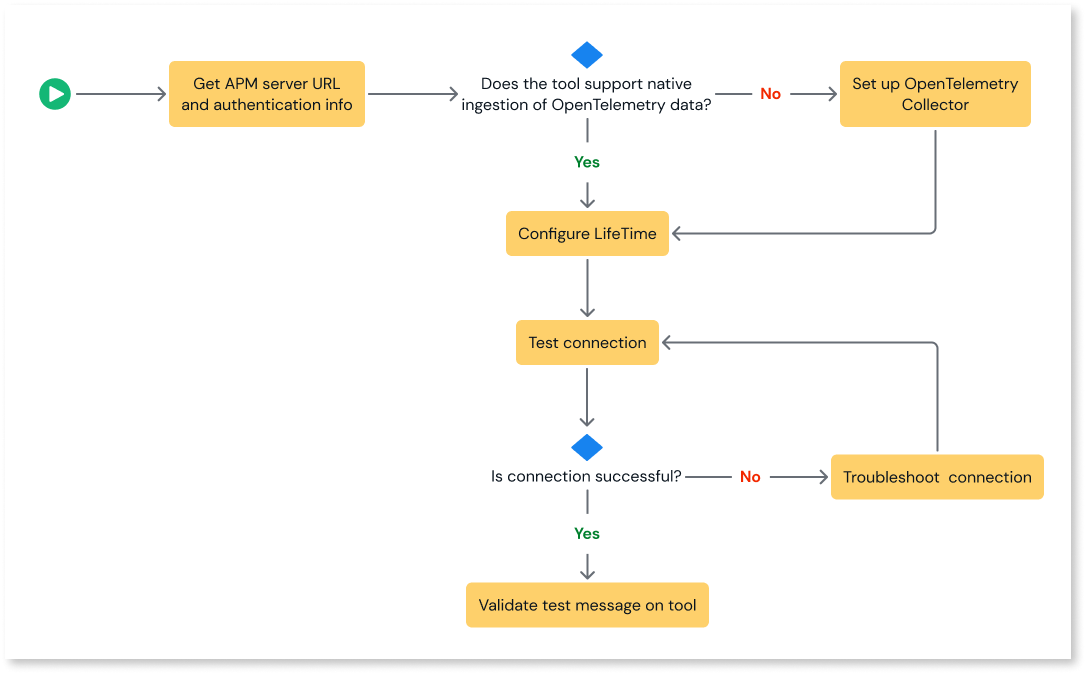 Get APM server URL
and authentication info
Does the tool support native
ingestion of OpenTelemetry data?
No
Set up OpenTelemetry
Collector
Yes
Configure LifeTime
Test connection
Is connection successful?
No
Troubleshoot connection
Yes
Validate test message on tool